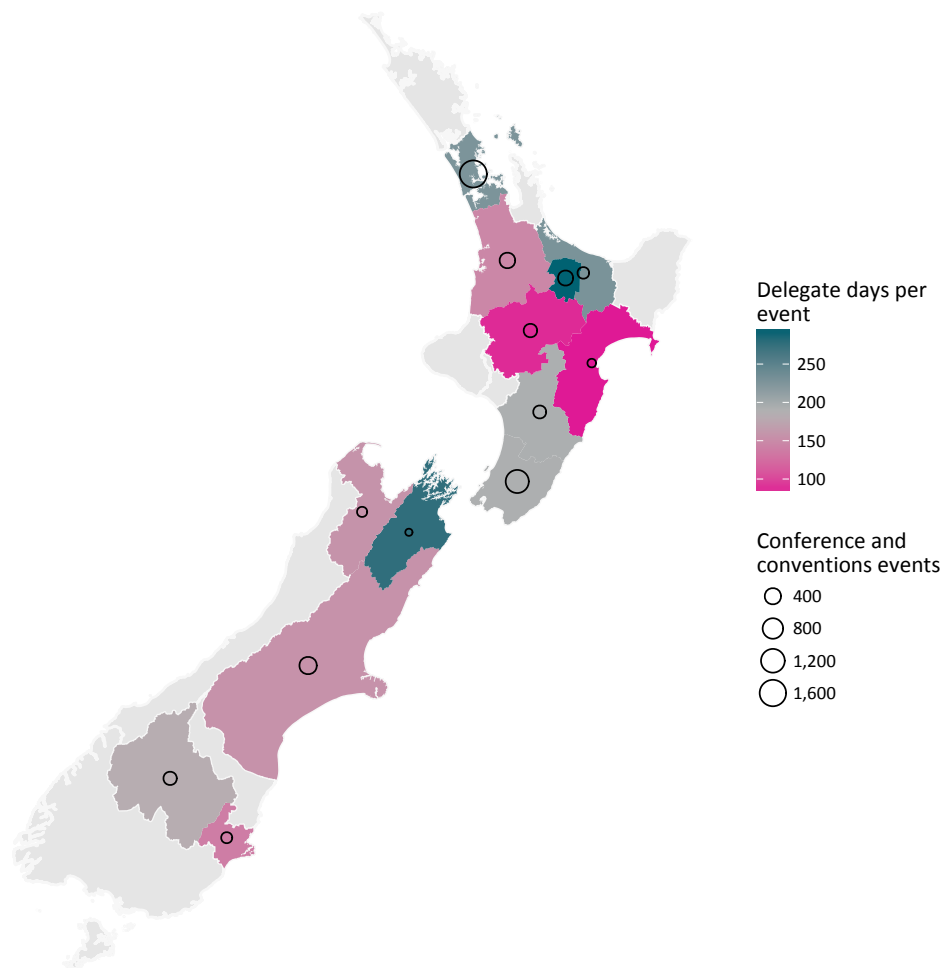 Delegate days per
event
250
200
150
100
Conference and
conventions events
400
800
1,200
1,600